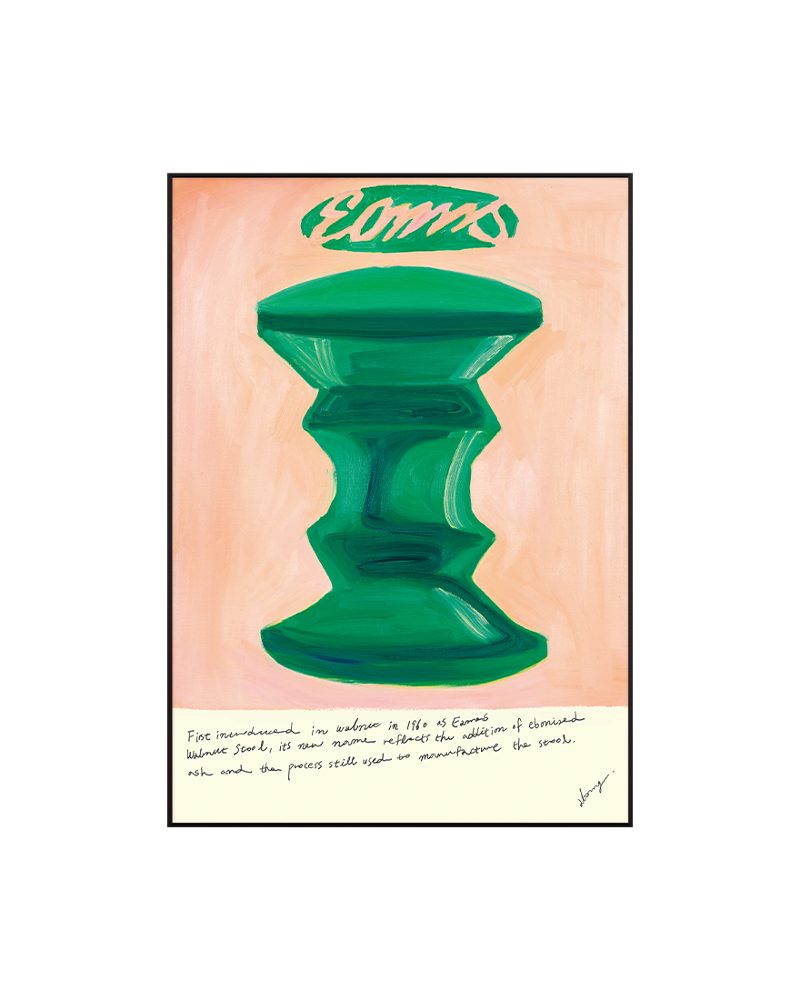 Eames
First introduced in walnut in 1960 as Eames
Walnut Stool, its new name reflects the addition of ebonised
ash and the process still used to manufacture the stool.